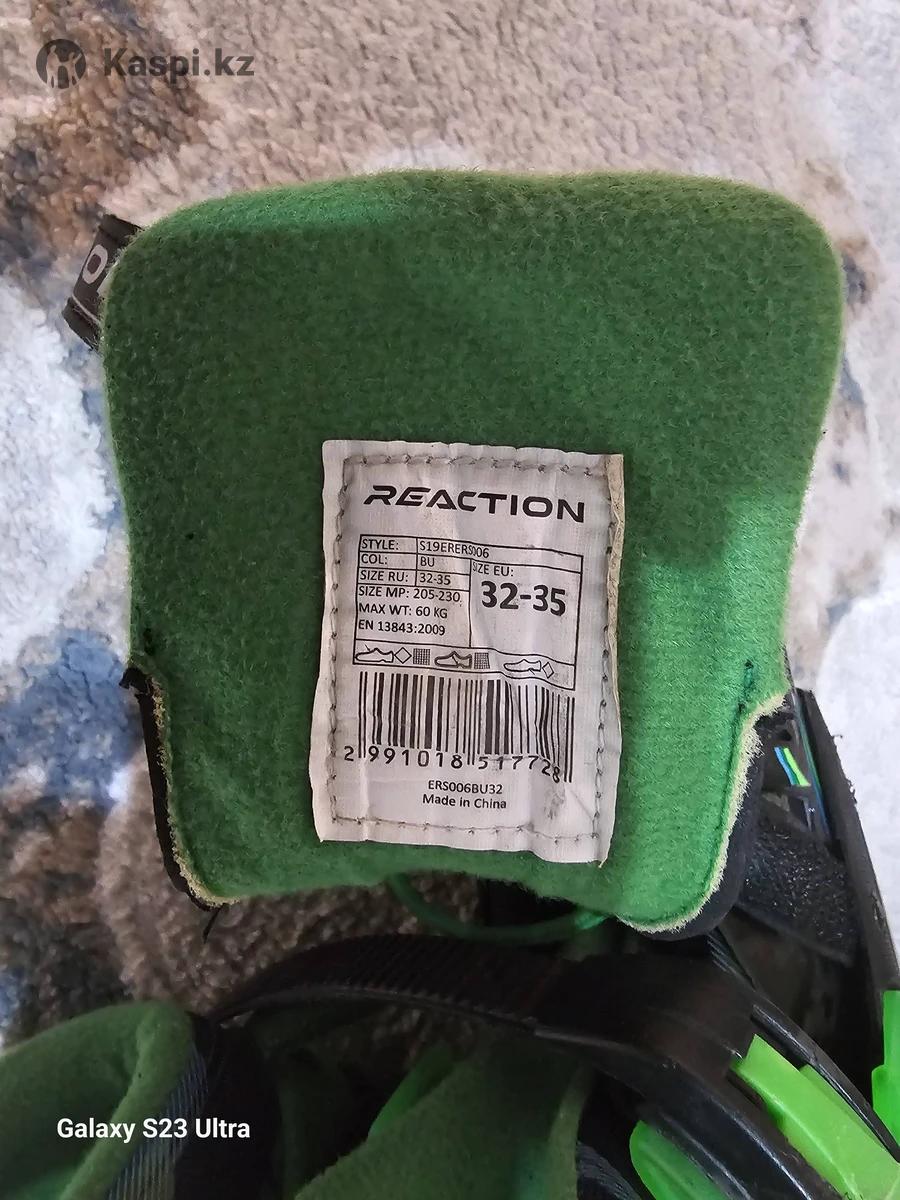 Kaspi.kz
REACTION
STYLE: S19ERERS006
COL: BU
SIZE RU: 32-35
SIZE MP: 205-230
MAX WT: 60 KG
EN 13843:2009
SIZE EU:
32-35
2 991018 517728
ERS006BU32
Made in China
Galaxy S23 Ultra